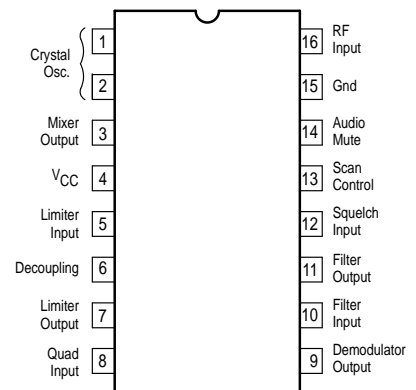 Crystal
Osc.
1
2
Mixer
Output
3
VCC
4
Limiter
Input
5
Decoupling
6
Limiter
Output
7
Quad
Input
8
16
RF
Input
15
Gnd
14
Audio
Mute
13
Scan
Control
12
Squelch
Input
11
Filter
Output
10
Filter
Input
9
Demodulator
Output